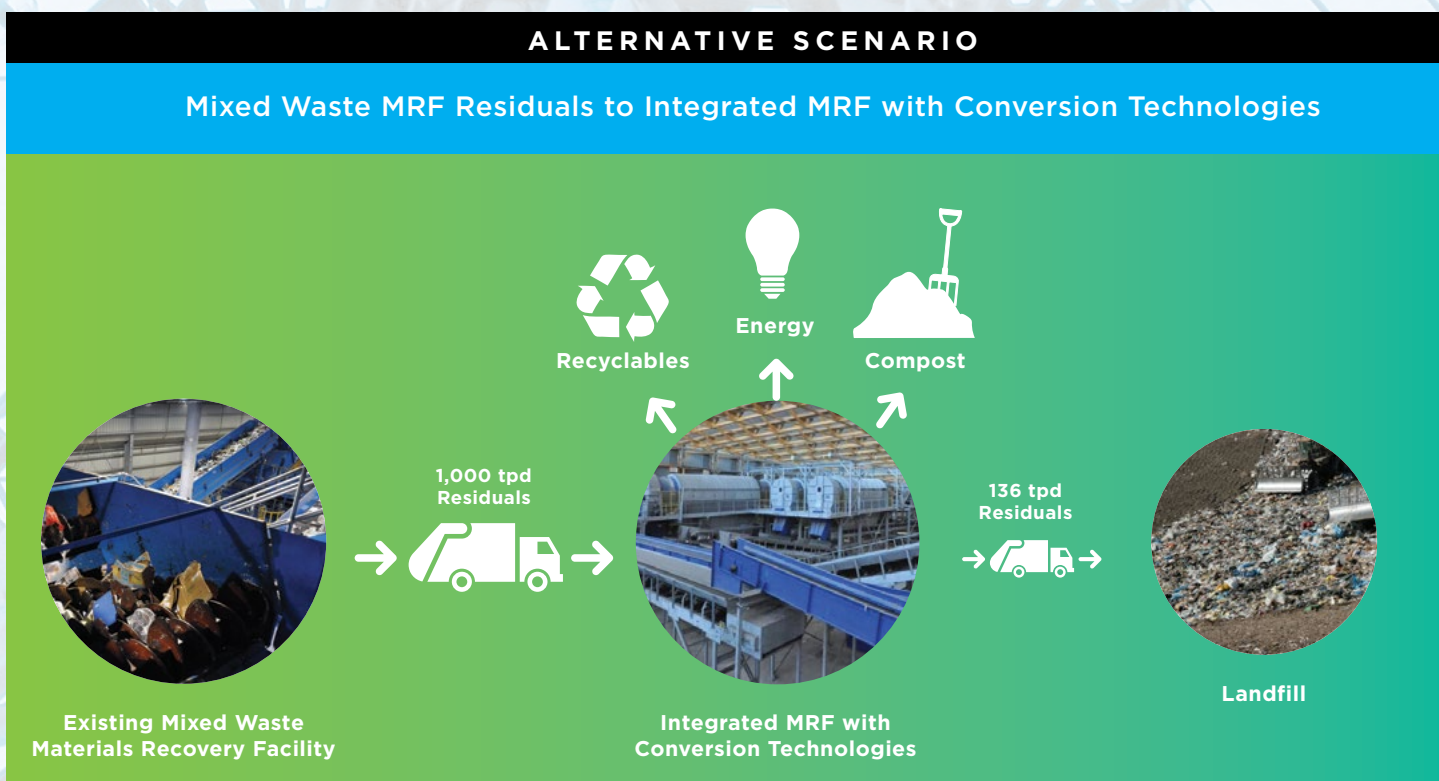 ALTERNATIVE SCENARIO
Mixed Waste MRF Residuals to Integrated MRF with Conversion Technologies
Recyclables
Energy
Compost
1,000 tpd
Residuals
136 tpd
Residuals
Existing Mixed Waste
Materials Recovery Facility
Integrated MRF with
Conversion Technologies
Landfill